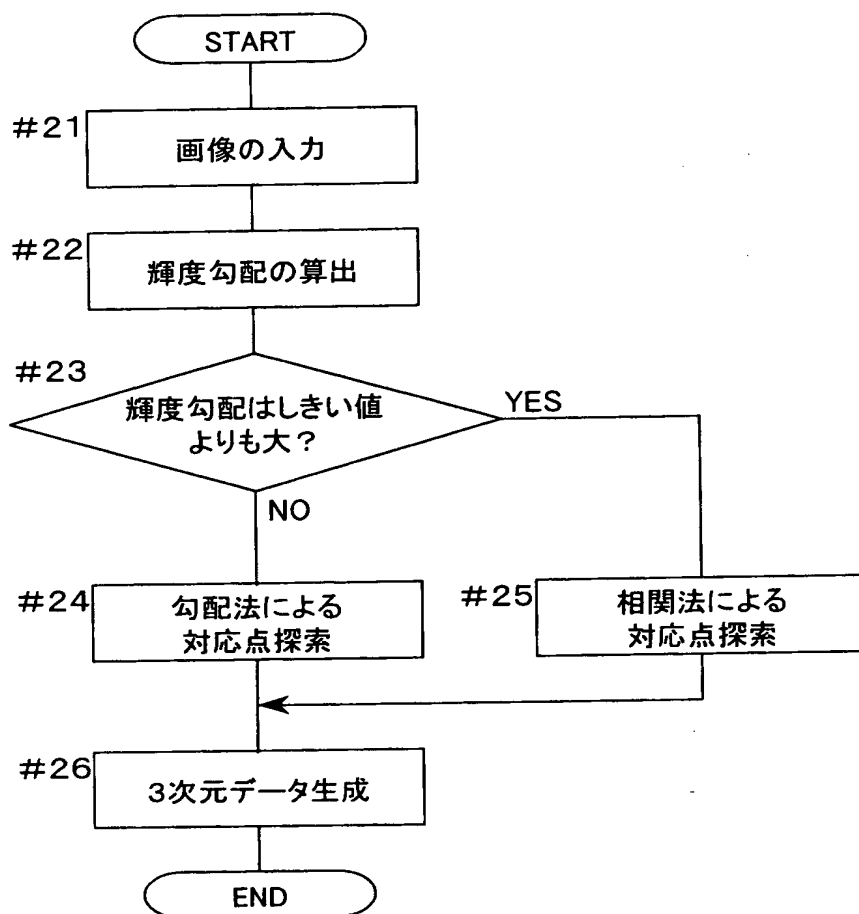 START
#21
画像の入力
#22
輝度勾配の算出
#23
輝度勾配はしきい値
よりも大?
YES
NO
#24
勾配法による
対応点探索
#25
相関法による
対応点探索
#26
3次元データ生成
END